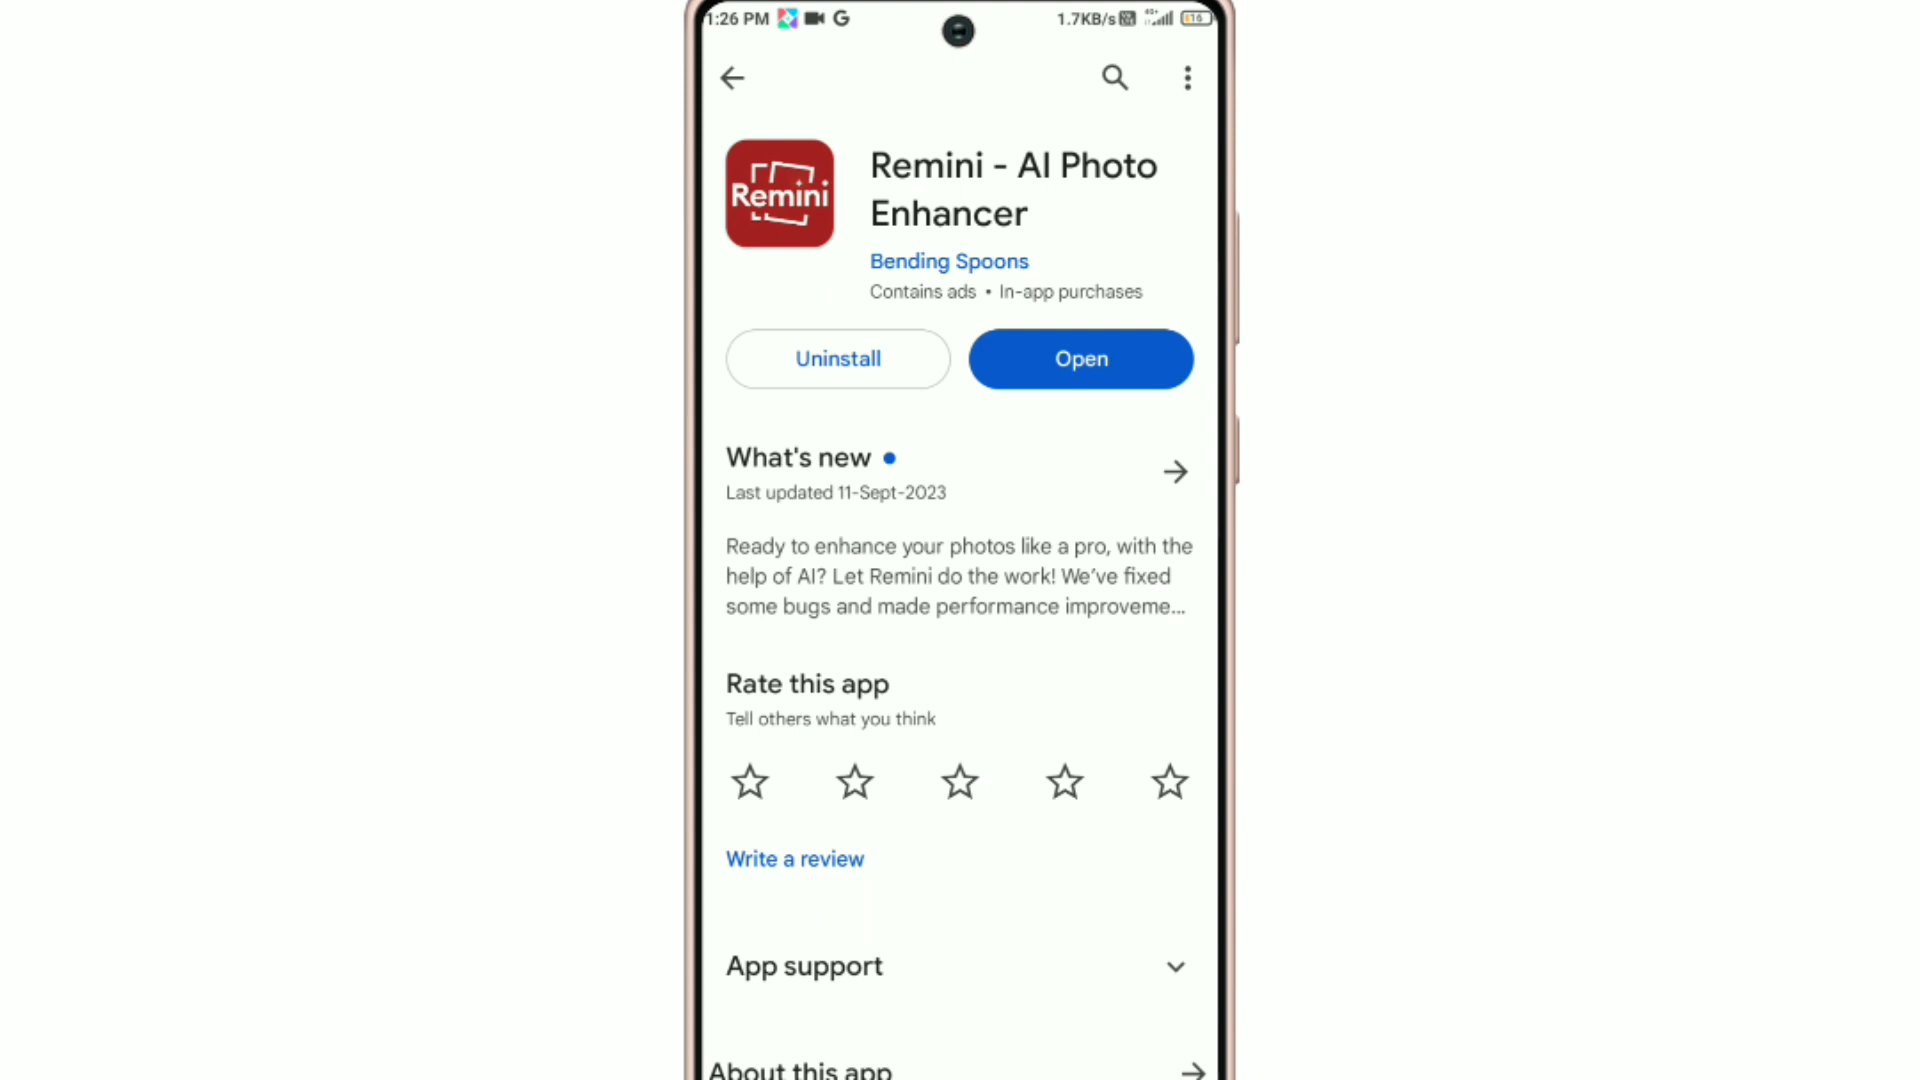 1:26 PM G 1.7KB/s 16
Remini
Remini - AI Photo
Enhancer
Bending Spoons
Contains ads • In-app purchases
Uninstall Open
What's new
Last updated 11-Sept-2023
Ready to enhance your photos like a pro, with the
help of AI? Let Remini do the work! We’ve fixed
some bugs and made performance improveme...
Rate this app
Tell others what you think
Write a review
App support
About this app